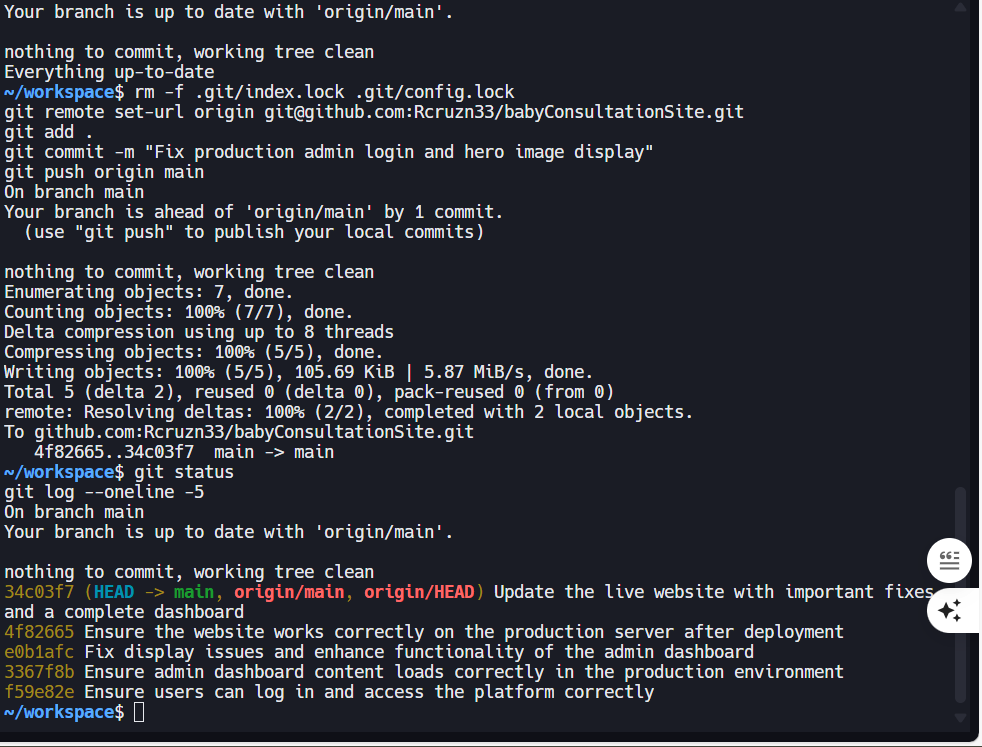 Your branch is up to date with 'origin/main'.
nothing to commit, working tree clean
Everything up-to-date
~/workspace$ rm -f .git/index.lock .git/config.lock
git remote set-url origin git@github.com:Rcruzn33/babyConsultationSite.git
git add .
git commit -m "Fix production admin login and hero image display"
git push origin main
On branch main
Your branch is ahead of 'origin/main' by 1 commit.
  (use "git push" to publish your local commits)
nothing to commit, working tree clean
Enumerating objects: 7, done.
Counting objects: 100% (7/7), done.
Delta compression using up to 8 threads
Compressing objects: 100% (5/5), done.
Writing objects: 100% (5/5), 105.69 KiB | 5.87 MiB/s, done.
Total 5 (delta 2), reused 0 (delta 0), pack-reused 0 (from 0)
remote: Resolving deltas: 100% (2/2), completed with 2 local objects.
To github.com:Rcruzn33/babyConsultationSite.git
   4f82665..34c03f7  main -> main
~/workspace$ git status
git log --oneline -5
On branch main
Your branch is up to date with 'origin/main'.
nothing to commit, working tree clean
34c03f7 (HEAD -> main, origin/main, origin/HEAD) Update the live website with important fixes
and a complete dashboard
4f82665 Ensure the website works correctly on the production server after deployment
e0b1afc Fix display issues and enhance functionality of the admin dashboard
3367f8b Ensure admin dashboard content loads correctly in the production environment
f59e82e Ensure users can log in and access the platform correctly
~/workspace$